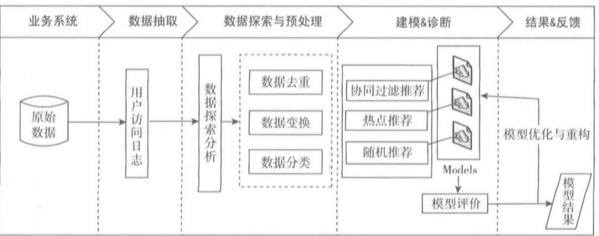 业务系统
数据抽取
数据探索与预处理
建模&诊断
结果&反馈
原始
数据
用户访问日志
数据探索分析
数据去重
数据变换
数据分类
协同过滤推荐
热点推荐
随机推荐
Models
模型评价
模型优化与重构
模型结果